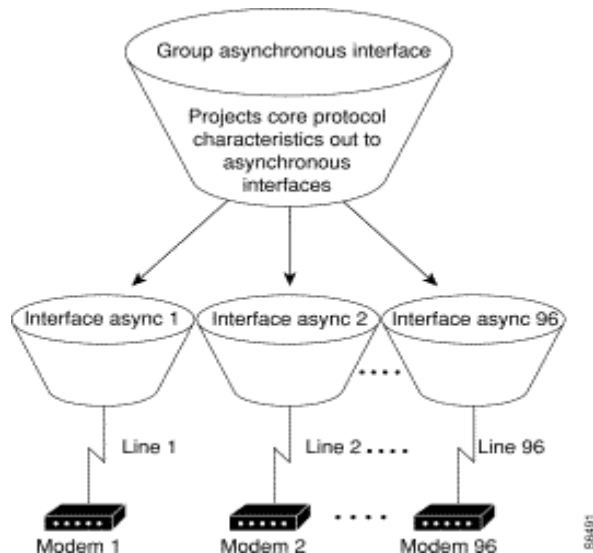 Group asynchronous interface
Projects core protocol
characteristics out to
asynchronous
interfaces
Interface async 1
Interface async 2
Interface async 96
Line 1
Line 2
Line 96
Modem 1
Modem 2
Modem 96
S6491